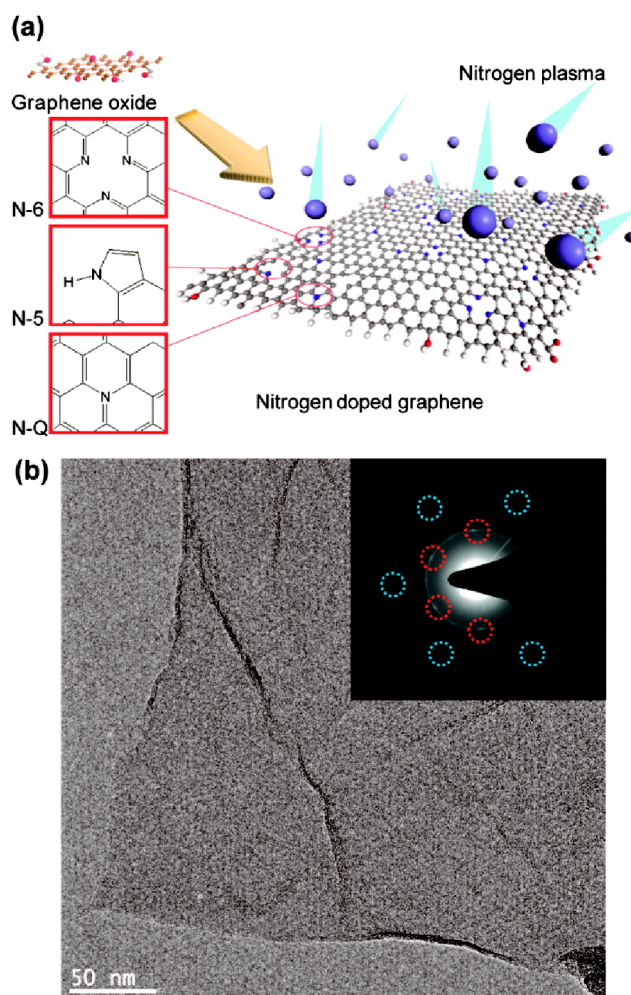 (a)
Graphene oxide
Nitrogen plasma
N
N
N
N-6
H
N
N-5
N
N-Q
Nitrogen doped graphene
(b)
50 nm